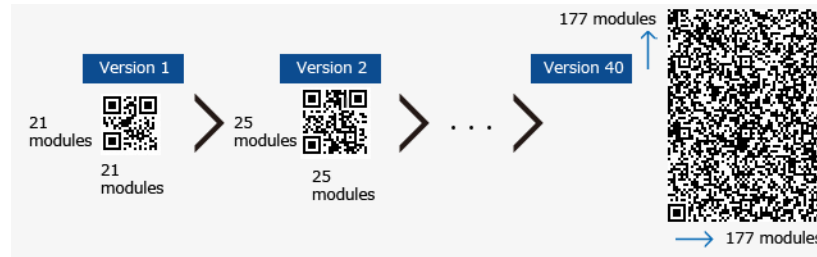 177 modules
Version 1
Version 2
Version 40
21
modules
25
modules
. . .
21
modules
25
modules
177 modules